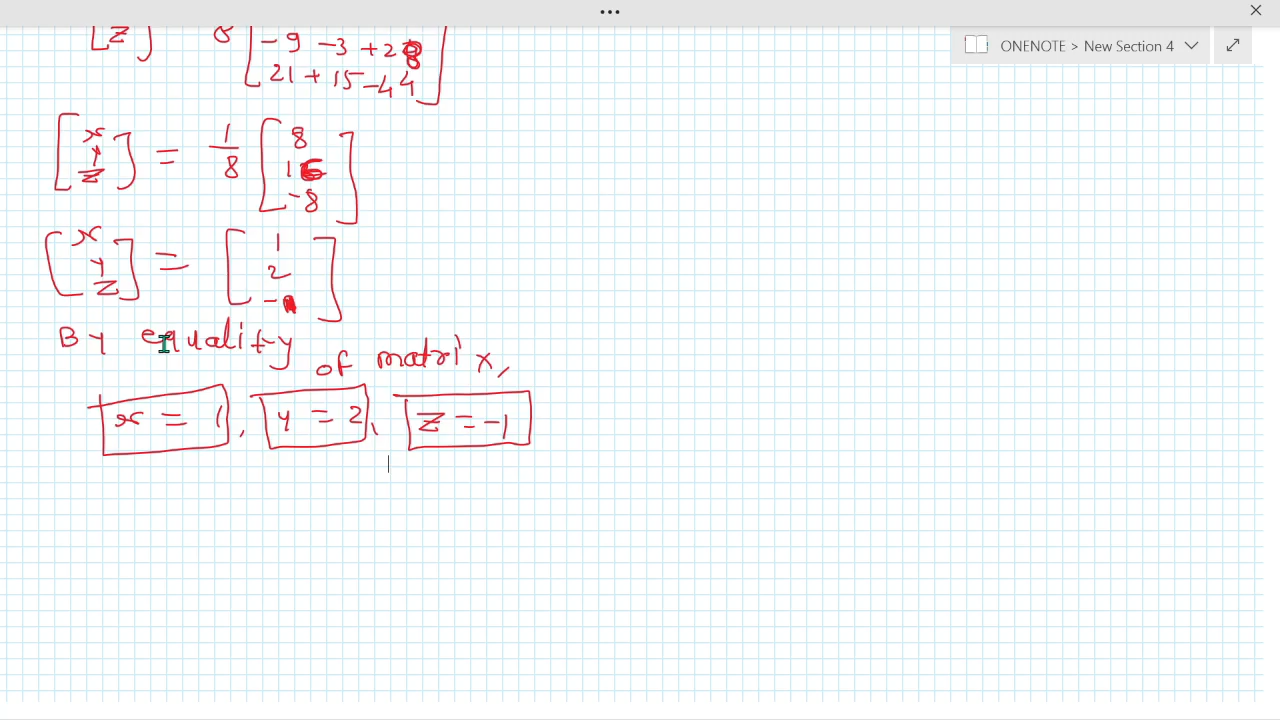 ONENOTE > New Section 4
z
-9 -3 +28
21 + 15 -44
[x y z] = 1/8 [8 16 -8]
[x y z] = [1 2 -1]
By equality of matrix,
x = 1, y = 2, z = -1